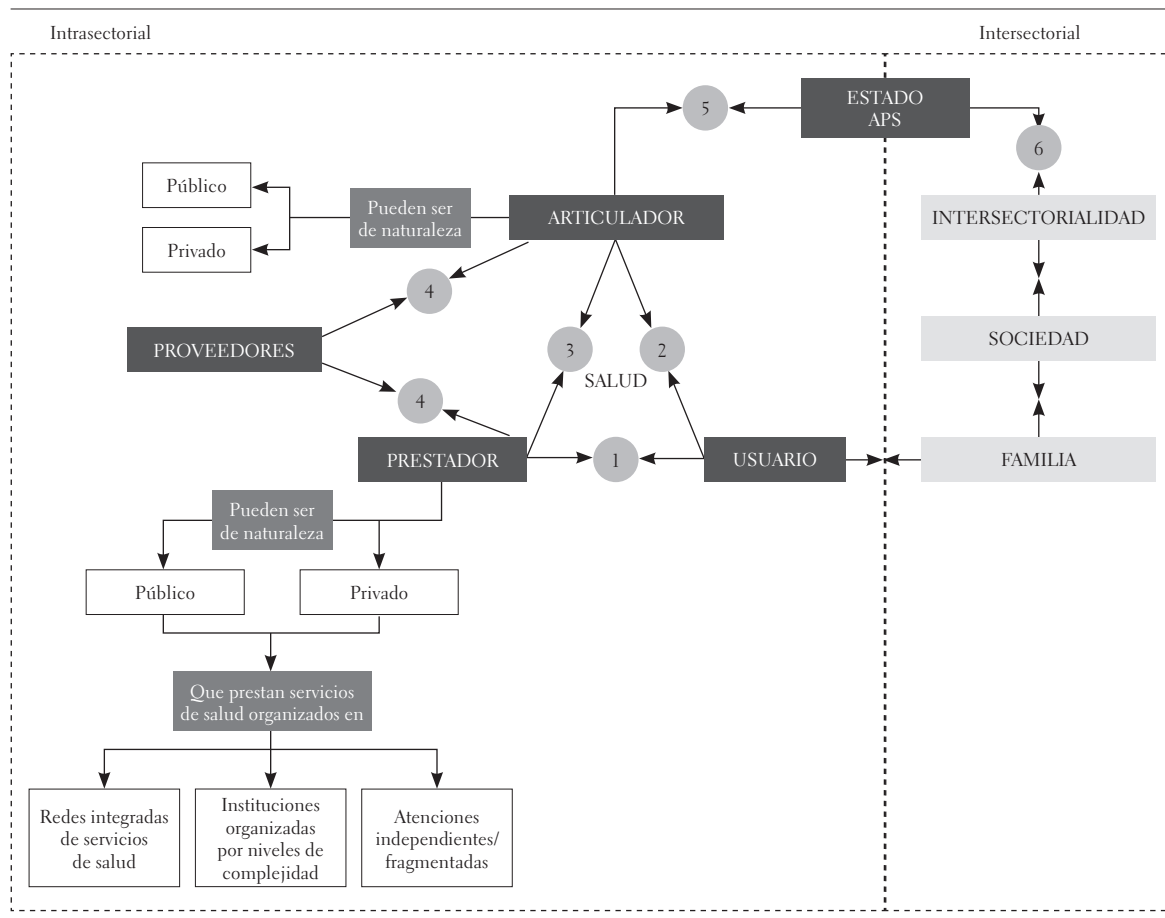 Intrasectorial
Intersectorial
ESTADO
APS
5
6
Público
Privado
Pueden ser
de naturaleza
ARTICULADOR
INTERSECTORIALIDAD
4
PROVEEDORES
3
2
SALUD
SOCIEDAD
4
PRESTADOR
1
USUARIO
FAMILIA
Pueden ser
de naturaleza
Público
Privado
Que prestan servicios
de salud organizados en
Redes integradas
de servicios
de salud
Instituciones
organizadas
por niveles de
complejidad
Atenciones
independientes/
fragmentadas